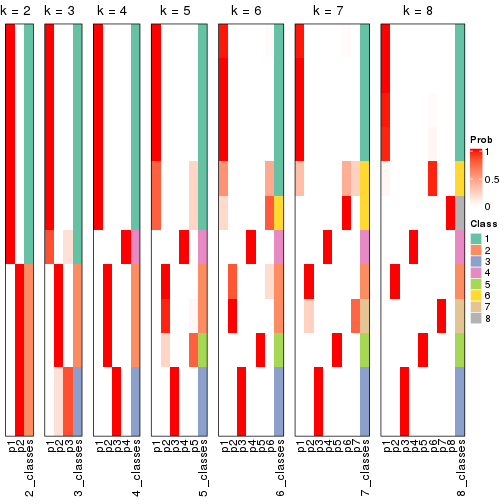 k = 2 k = 3 k = 4 k = 5 k = 6 k = 7 k = 8
Prob
1
0.5
0
Class
1
2
3
4
5
6
7
8
p1 p2 2_classes
p1 p2 p3 3_classes
p1 p2 p3 p4 4_classes
p1 p2 p3 p4 p5 5_classes
p1 p2 p3 p4 p5 p6 6_classes
p1 p2 p3 p4 p5 p6 p7 7_classes
p1 p2 p3 p4 p5 p6 p7 p8 8_classes